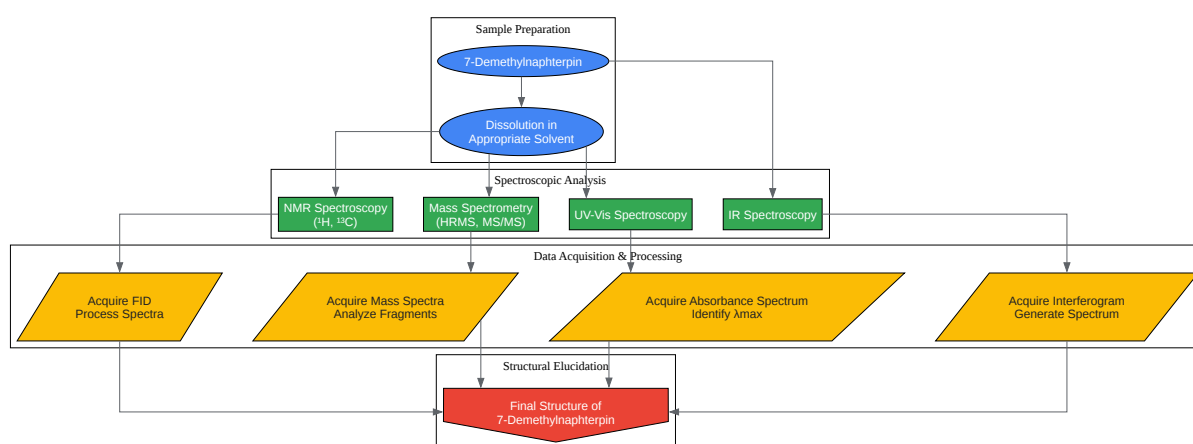 Sample Preparation
7-Demethylnaphterpin
Dissolution in
Appropriate Solvent
Spectroscopic Analysis
NMR Spectroscopy
(¹H, ¹³C)
Mass Spectrometry
(HRMS, MS/MS)
UV-Vis Spectroscopy
IR Spectroscopy
Data Acquisition & Processing
Acquire FID
Process Spectra
Acquire Mass Spectra
Analyze Fragments
Acquire Absorbance Spectrum
Identify λmax
Acquire Interferogram
Generate Spectrum
Structural Elucidation
Final Structure of
7-Demethylnaphterpin